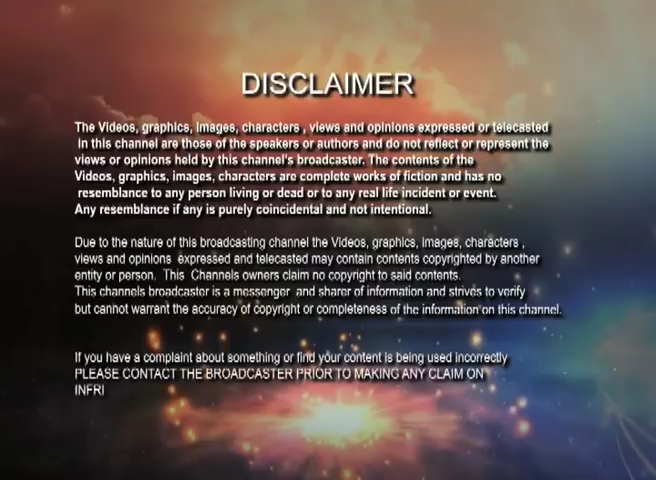 DISCLAIMER
The Videos, graphics, images, characters , views and opinions expressed or telecasted
in this channel are those of the speakers or authors and do not reflect or represent the
views or opinions held by this channel's broadcaster. The contents of the
Videos, graphics, images, characters are complete works of fiction and has no
resemblance to any person living or dead or to any real life incident or event.
Any resemblance if any is purely coincidental and not intentional.
Due to the nature of this broadcasting channel the Videos, graphics, images, characters ,
views and opinions expressed and telecasted may contain contents copyrighted by another
entity or person. This Channels owners claim no copyright to said contents.
This channels broadcaster is a messenger and sharer of information and strives to verify
but cannot warrant the accuracy of copyright or completeness of the information on this channel.
If you have a complaint about something or find your content is being used incorrectly
PLEASE CONTACT THE BROADCASTER PRIOR TO MAKING ANY CLAIM ON
INFRI